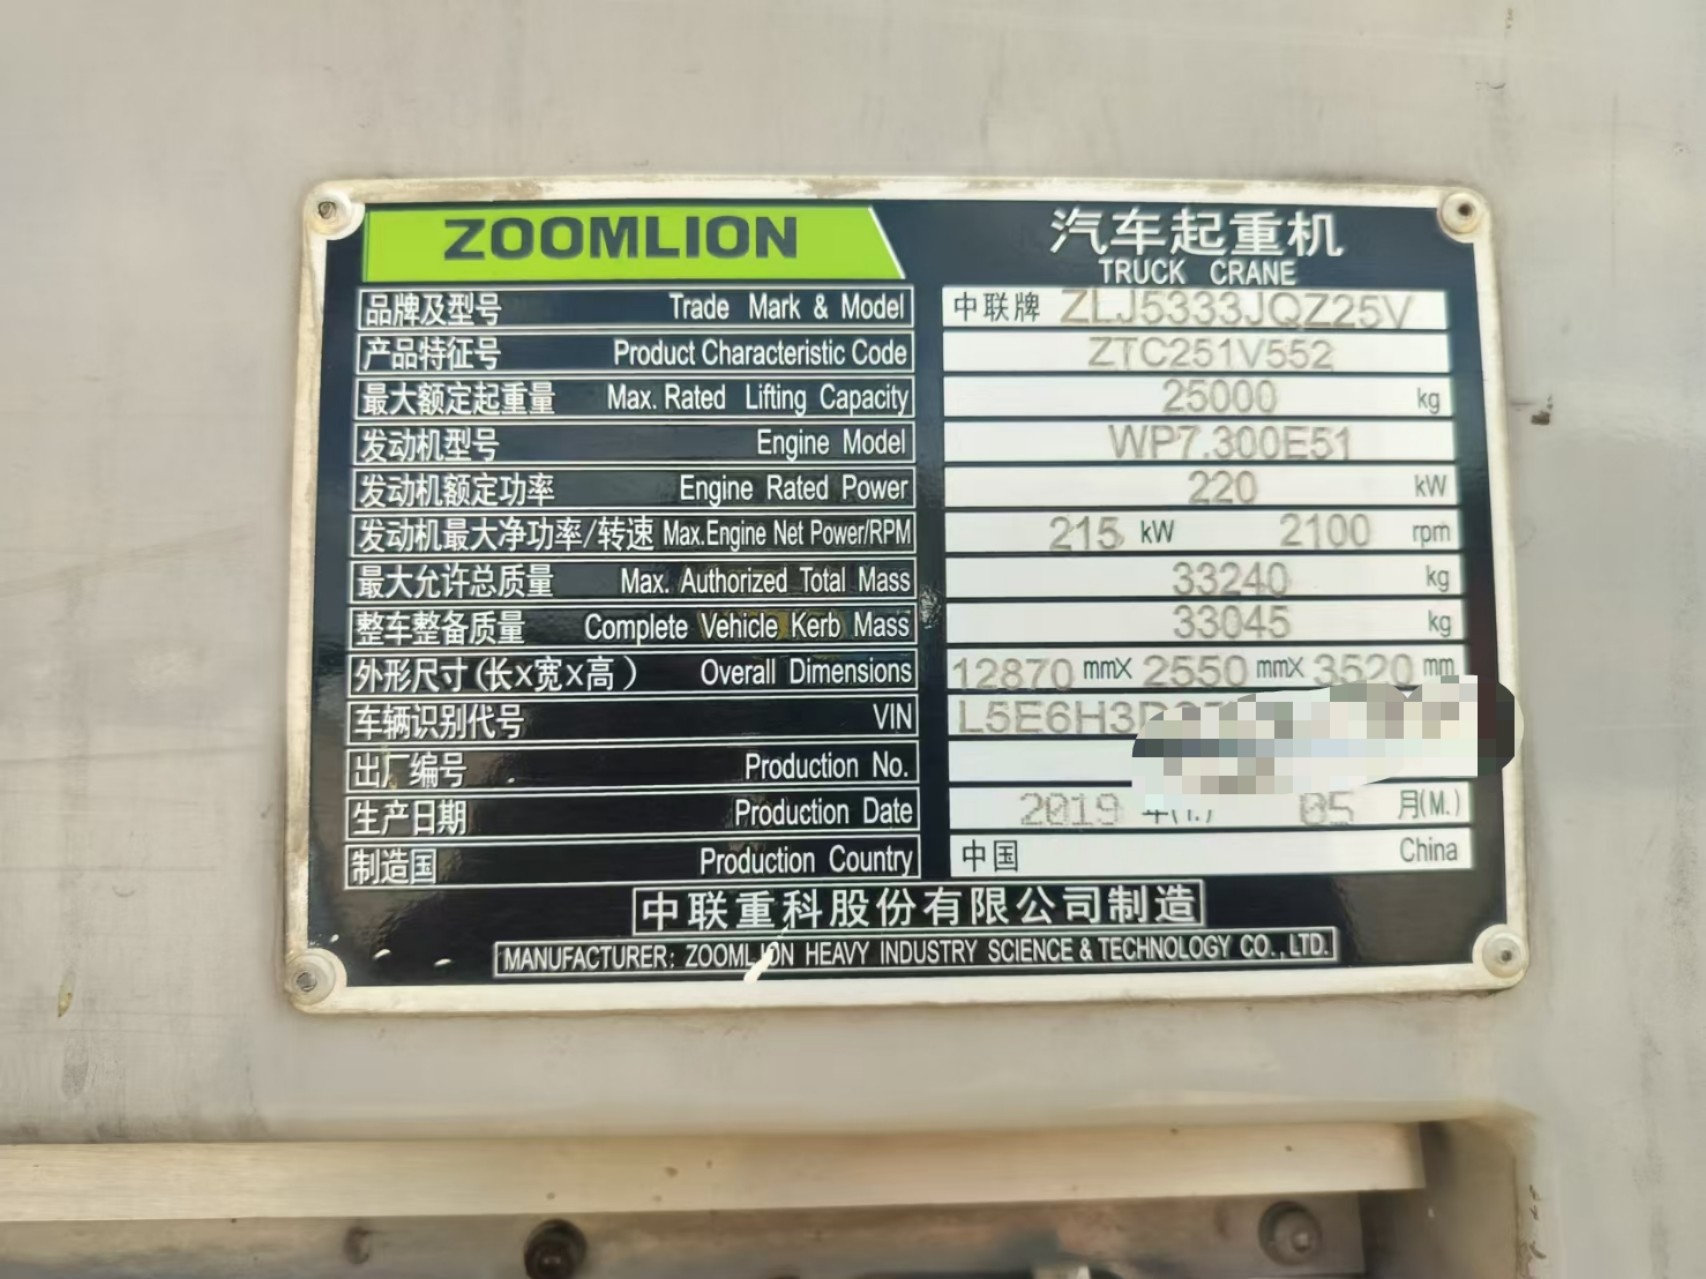 ZOOMLION
汽车起重机
TRUCK CRANE
品牌及型号 Trade Mark & Model 中联牌 ZLJ5333JQZ25V
产品特征号 Product Characteristic Code ZTC251V552
最大额定起重量 Max. Rated Lifting Capacity 25000 kg
发动机型号 Engine Model WP7.300E51
发动机额定功率 Engine Rated Power 220 kW
发动机最大净功率/转速 Max.Engine Net Power/RPM 215 kW 2100 rpm
最大允许总质量 Max. Authorized Total Mass 33240 kg
整车整备质量 Complete Vehicle Kerb Mass 33045 kg
外形尺寸(长X宽X高) Overall Dimensions 12870 mmX 2550 mmX 3520 mm
车辆识别代号 VIN
出厂编号 Production No.
生产日期 Production Date 2019 05 月(M.)
制造国 Production Country 中国 China
中联重科股份有限公司制造
MANUFACTURER: ZOOMLION HEAVY INDUSTRY SCIENCE & TECHNOLOGY CO., LTD.